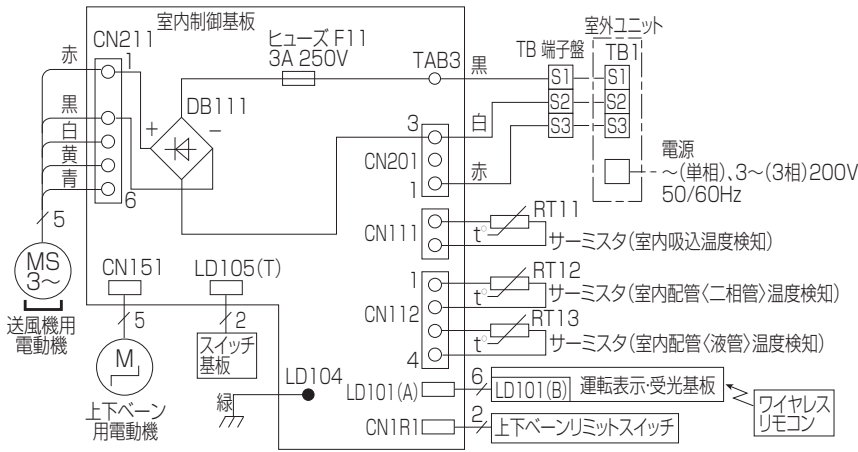 室内制御基板
室外ユニット
CN211
ヒューズ F11
3A 250V
TAB3
黒
TB 端子盤
TB1
赤
1
S1
S1
黒
DB111
S2
S2
白
+
−
3
白
S3
S3
黄
CN201
電源
青
6
1
赤
〜(単相)、3〜(3相)200V
50/60Hz
5
RT11
CN111
t°
サーミスタ(室内吸込温度検知)
MS
3〜
CN151
LD105(T)
RT12
1
t°
サーミスタ(室内配管〈二相管〉温度検知)
送風機用
電動機
5
2
CN112
RT13
スイッチ
基板
t°
サーミスタ(室内配管〈液管〉温度検知)
M
4
LD104
LD101(A)
6
LD101(B)
運転表示・受光基板
緑
上下ベーン
用電動機
ワイヤレス
リモコン
CN1R1
2
上下ベーンリミットスイッチ